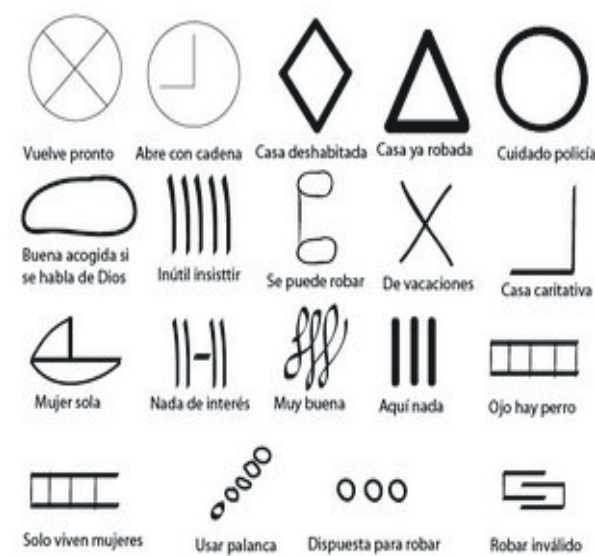 Vuelve pronto
Abre con cadena
Casa deshabitada
Casa ya robada
Cuidado policía
Buena acogida si
se habla de Dios
Inútil insisttir
Se puede robar
De vacaciones
Casa caritativa
Mujer sola
Nada de interés
Muy buena
Aquí nada
Ojo hay perro
Solo viven mujeres
Usar palanca
Dispuesta para robar
Robar inválido